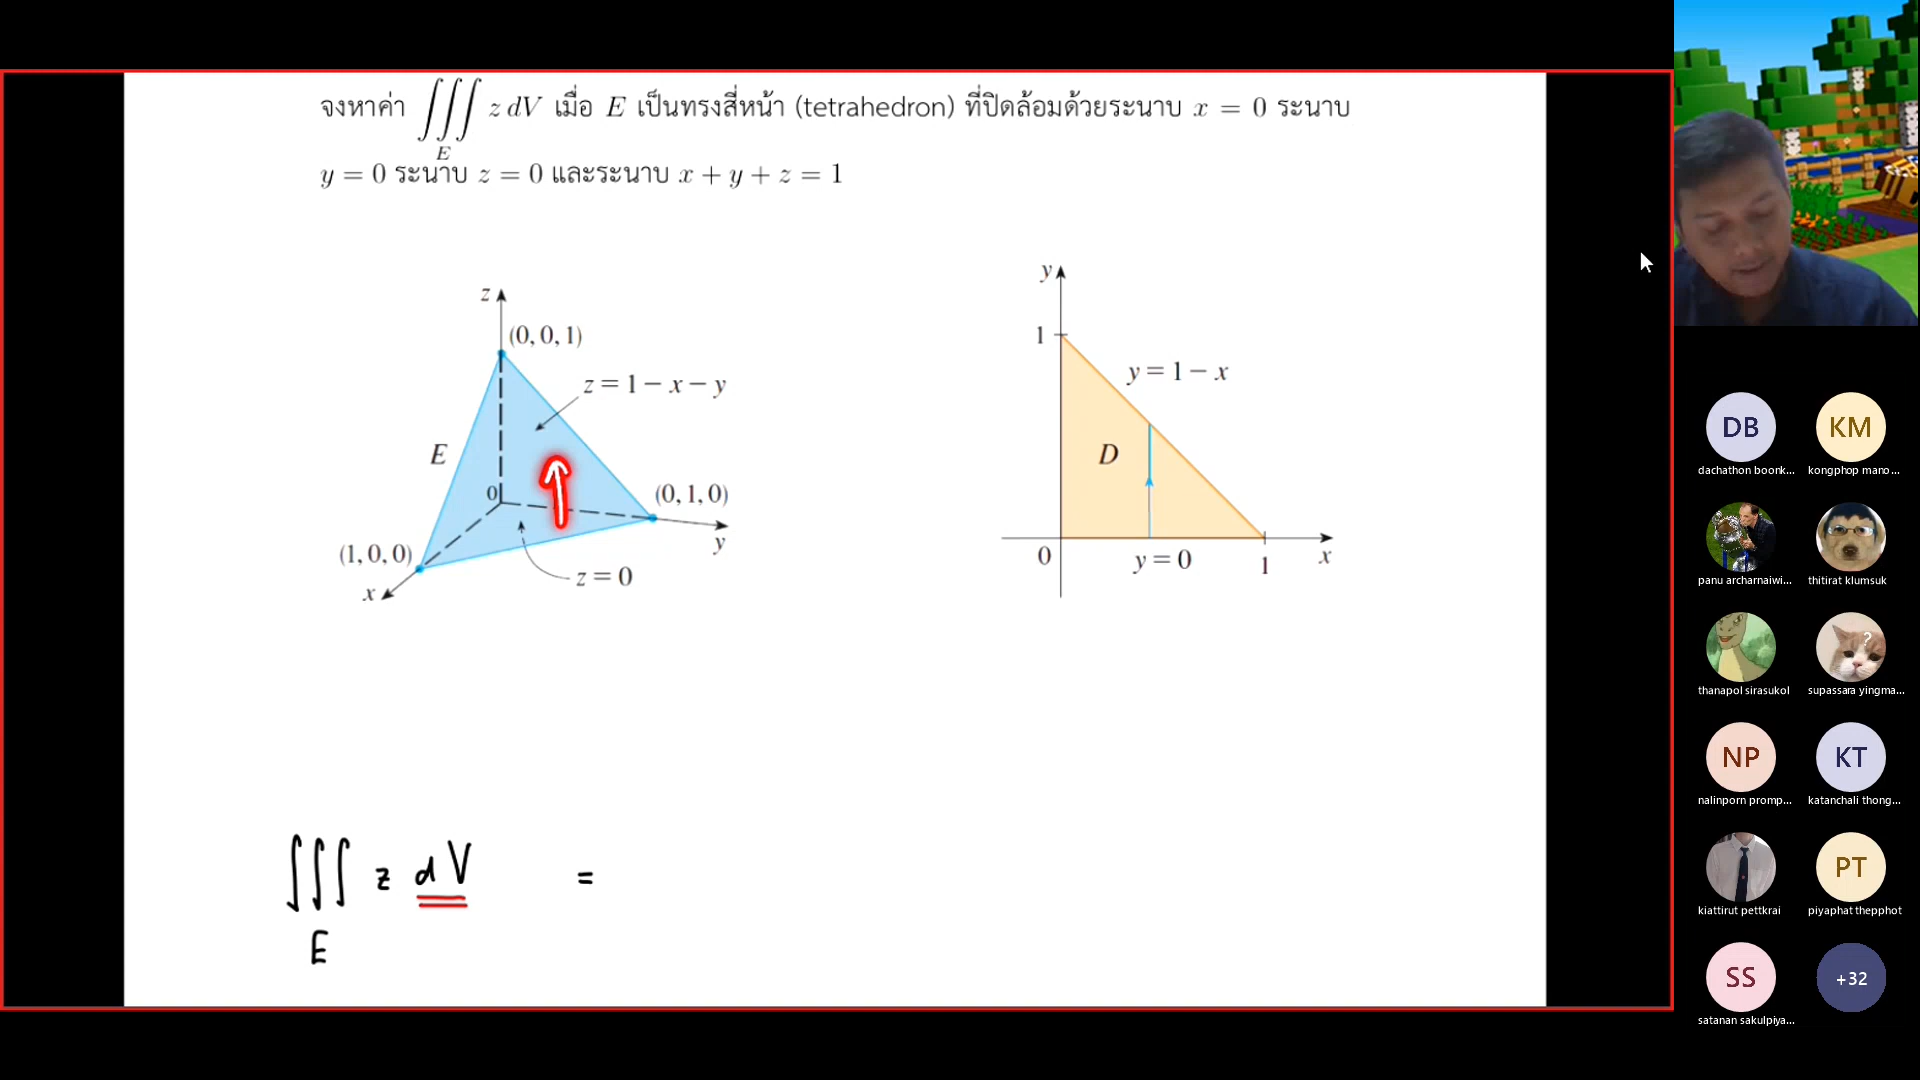 จงหาค่า ∭_E z dV เมื่อ E เป็นทรงสี่หน้า (tetrahedron) ที่ปิดล้อมด้วยระนาบ x = 0 ระนาบ
y = 0 ระนาบ z = 0 และระนาบ x + y + z = 1
z
(0, 0, 1)
z = 1 − x − y
E
0
(0, 1, 0)
(1, 0, 0)
y
z = 0
x
y
1
y = 1 − x
D
0
y = 0
1
x
∭_E z dV =
DB
KM
dachathon boonk...
kongphop mano...
panu archarnaiwi...
thitirat klumsuk
?
thanapol sirasukol
supassara yingma...
NP
KT
nalinporn promp...
katanchali thong...
PT
kiattirut pettkrai
piyaphat thepphot
SS
+32
satanan sakulpiya...